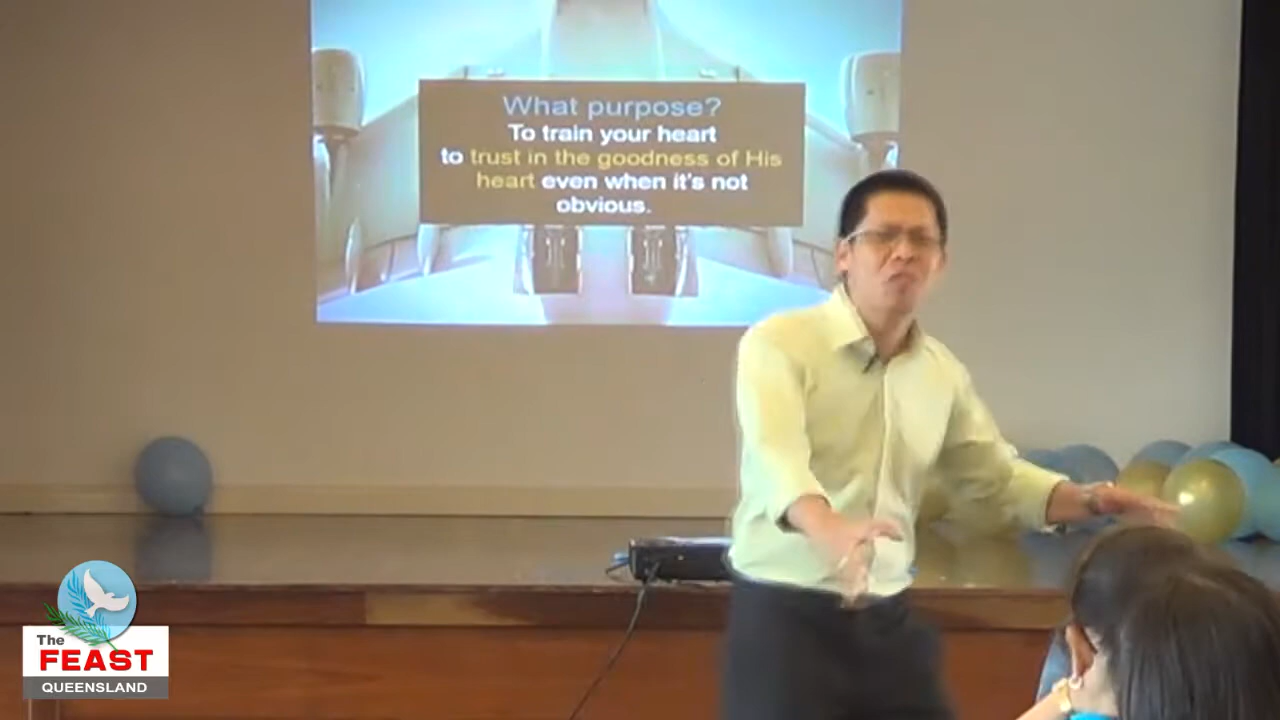 What purpose?
To train your heart
to trust in the goodness of His
heart even when it's not
obvious.
The
FEAST
QUEENSLAND